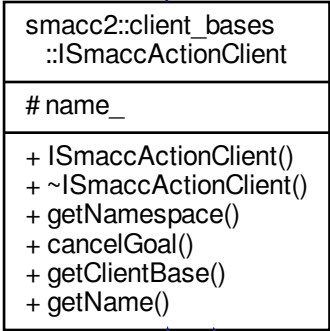 smacc2::client_bases
::ISmaccActionClient
# name_
+ ISmaccActionClient()
+ ~ISmaccActionClient()
+ getNamespace()
+ cancelGoal()
+ getClientBase()
+ getName()